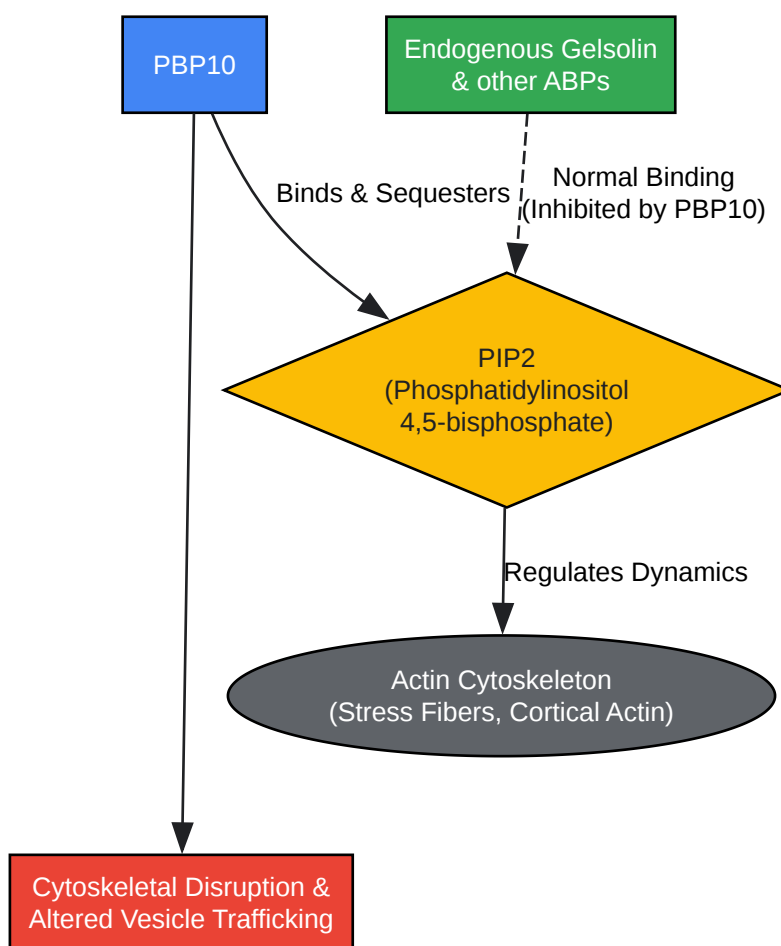 PBP10
Endogenous Gelsolin
& other ABPs
Binds & Sequesters
Normal Binding
(Inhibited by PBP10)
PIP2
(Phosphatidylinositol
4,5-bisphosphate)
Regulates Dynamics
Actin Cytoskeleton
(Stress Fibers, Cortical Actin)
Cytoskeletal Disruption &
Altered Vesicle Trafficking